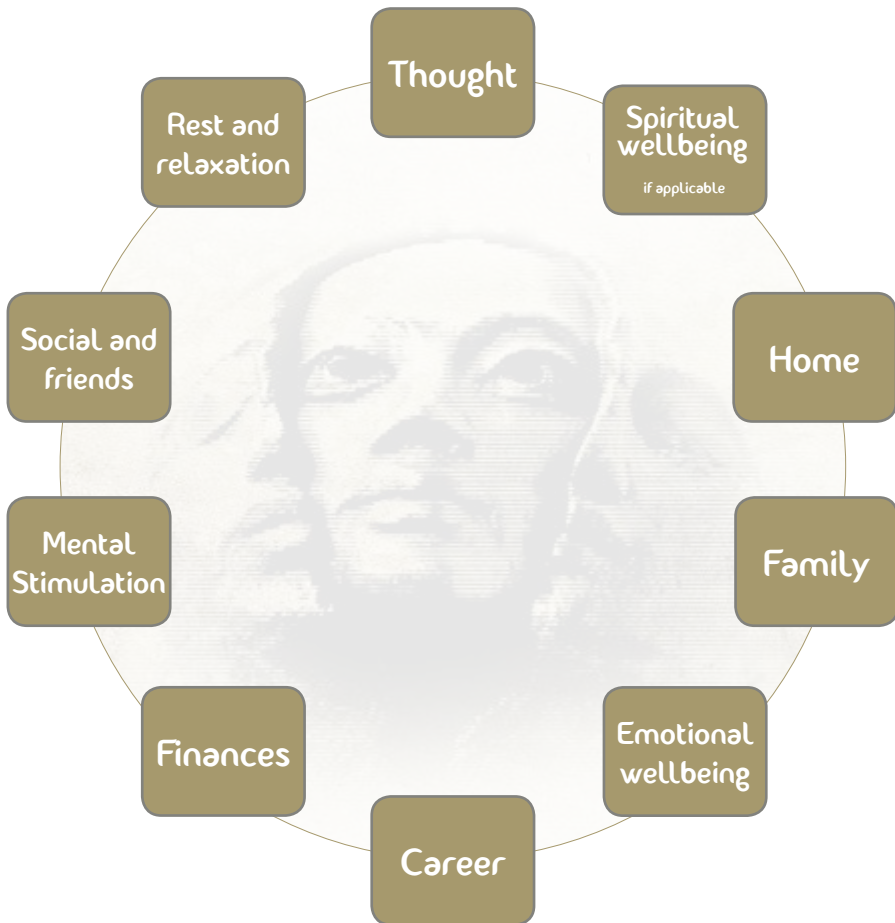 Thought
Spiritual
wellbeing
if applicable
Home
Family
Emotional
wellbeing
Career
Finances
Mental
Stimulation
Social and
friends
Rest and
relaxation